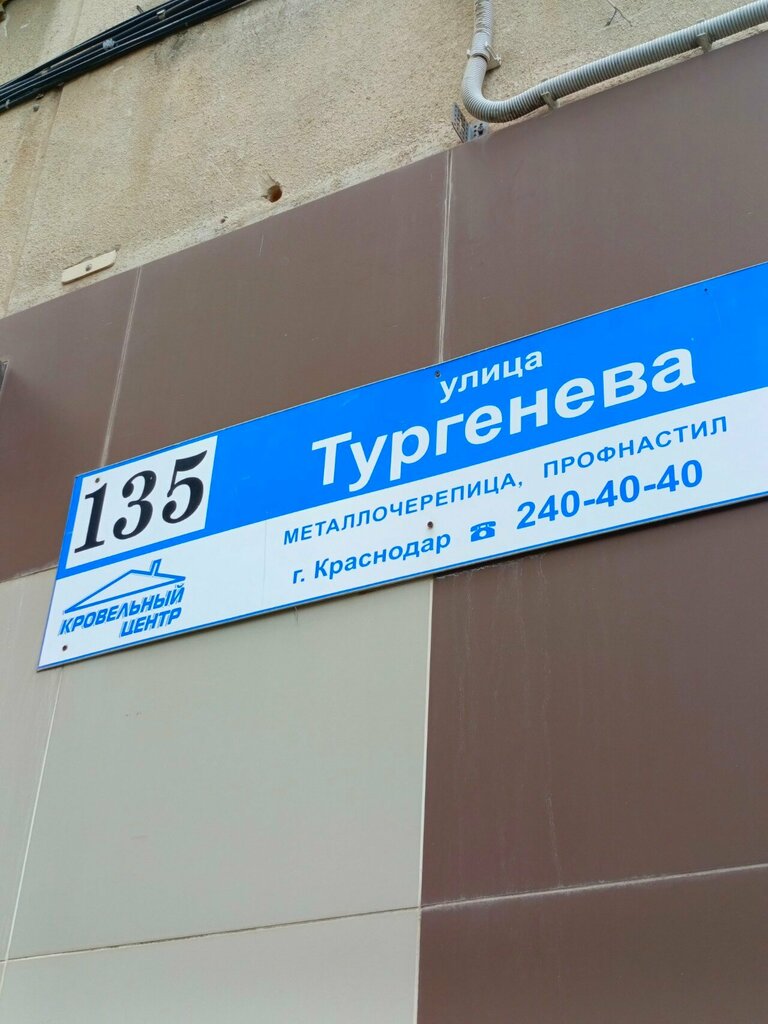 135
улица
Тургенева
МЕТАЛЛОЧЕРЕПИЦА, ПРОФНАСТИЛ
г. Краснодар ☎ 240-40-40
КРОВЕЛЬНЫЙ
ЦЕНТР